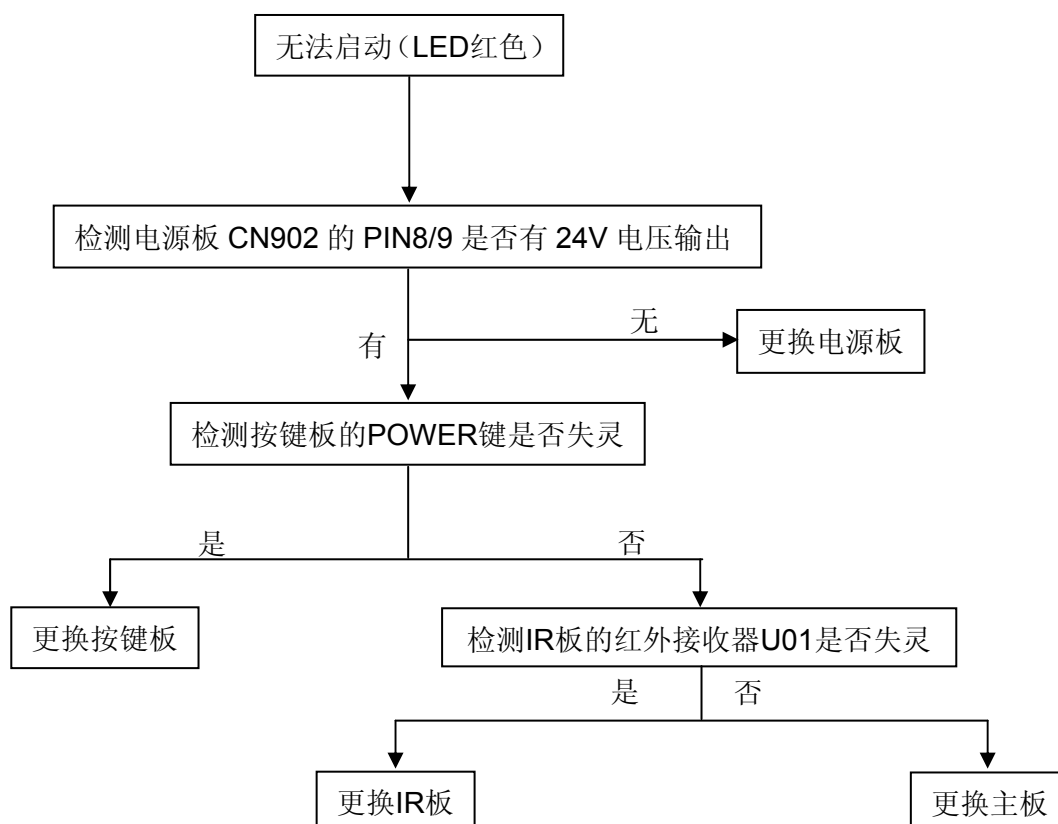 无法启动（LED红色）
检测电源板 CN902 的 PIN8/9 是否有 24V 电压输出
无
有
更换电源板
检测按键板的POWER键是否失灵
是
否
更换按键板
检测IR板的红外接收器U01是否失灵
是
否
更换IR板
更换主板